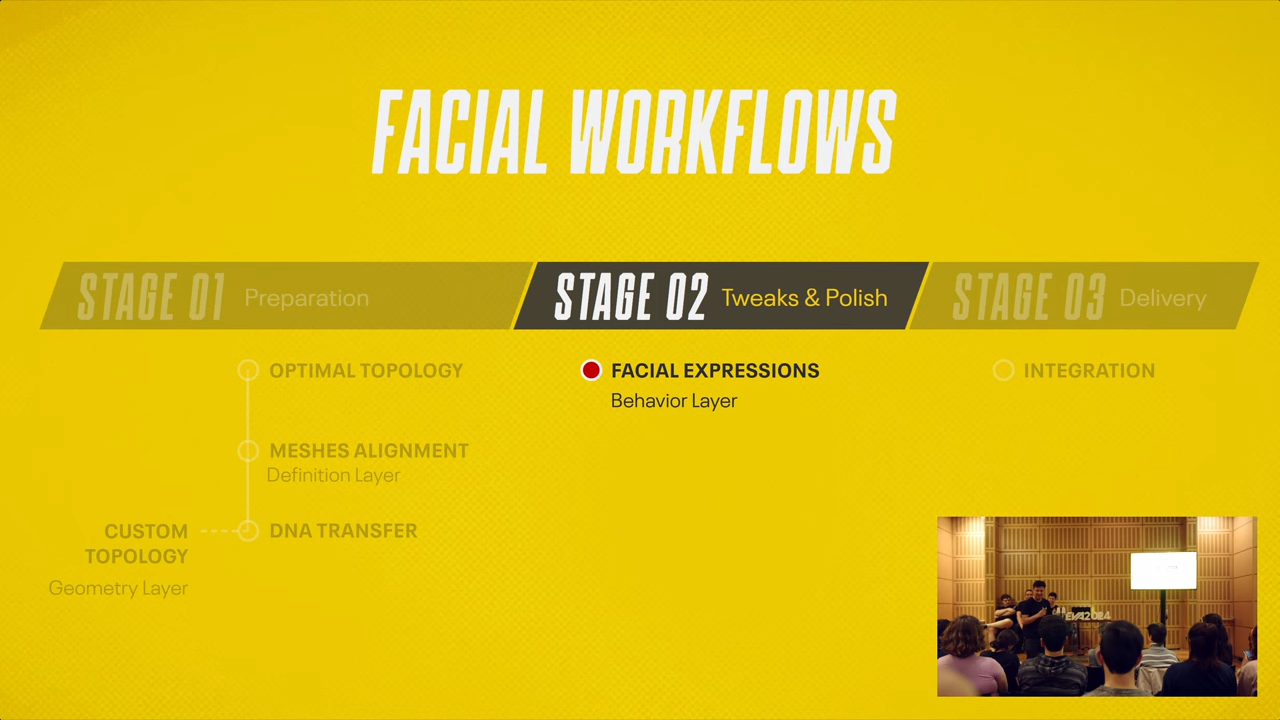 FACIAL WORKFLOWS
STAGE 01 Preparation
STAGE 02 Tweaks & Polish
STAGE 03 Delivery
OPTIMAL TOPOLOGY
MESHES ALIGNMENT
Definition Layer
DNA TRANSFER
CUSTOM
TOPOLOGY
Geometry Layer
FACIAL EXPRESSIONS
Behavior Layer
INTEGRATION
EVA2024